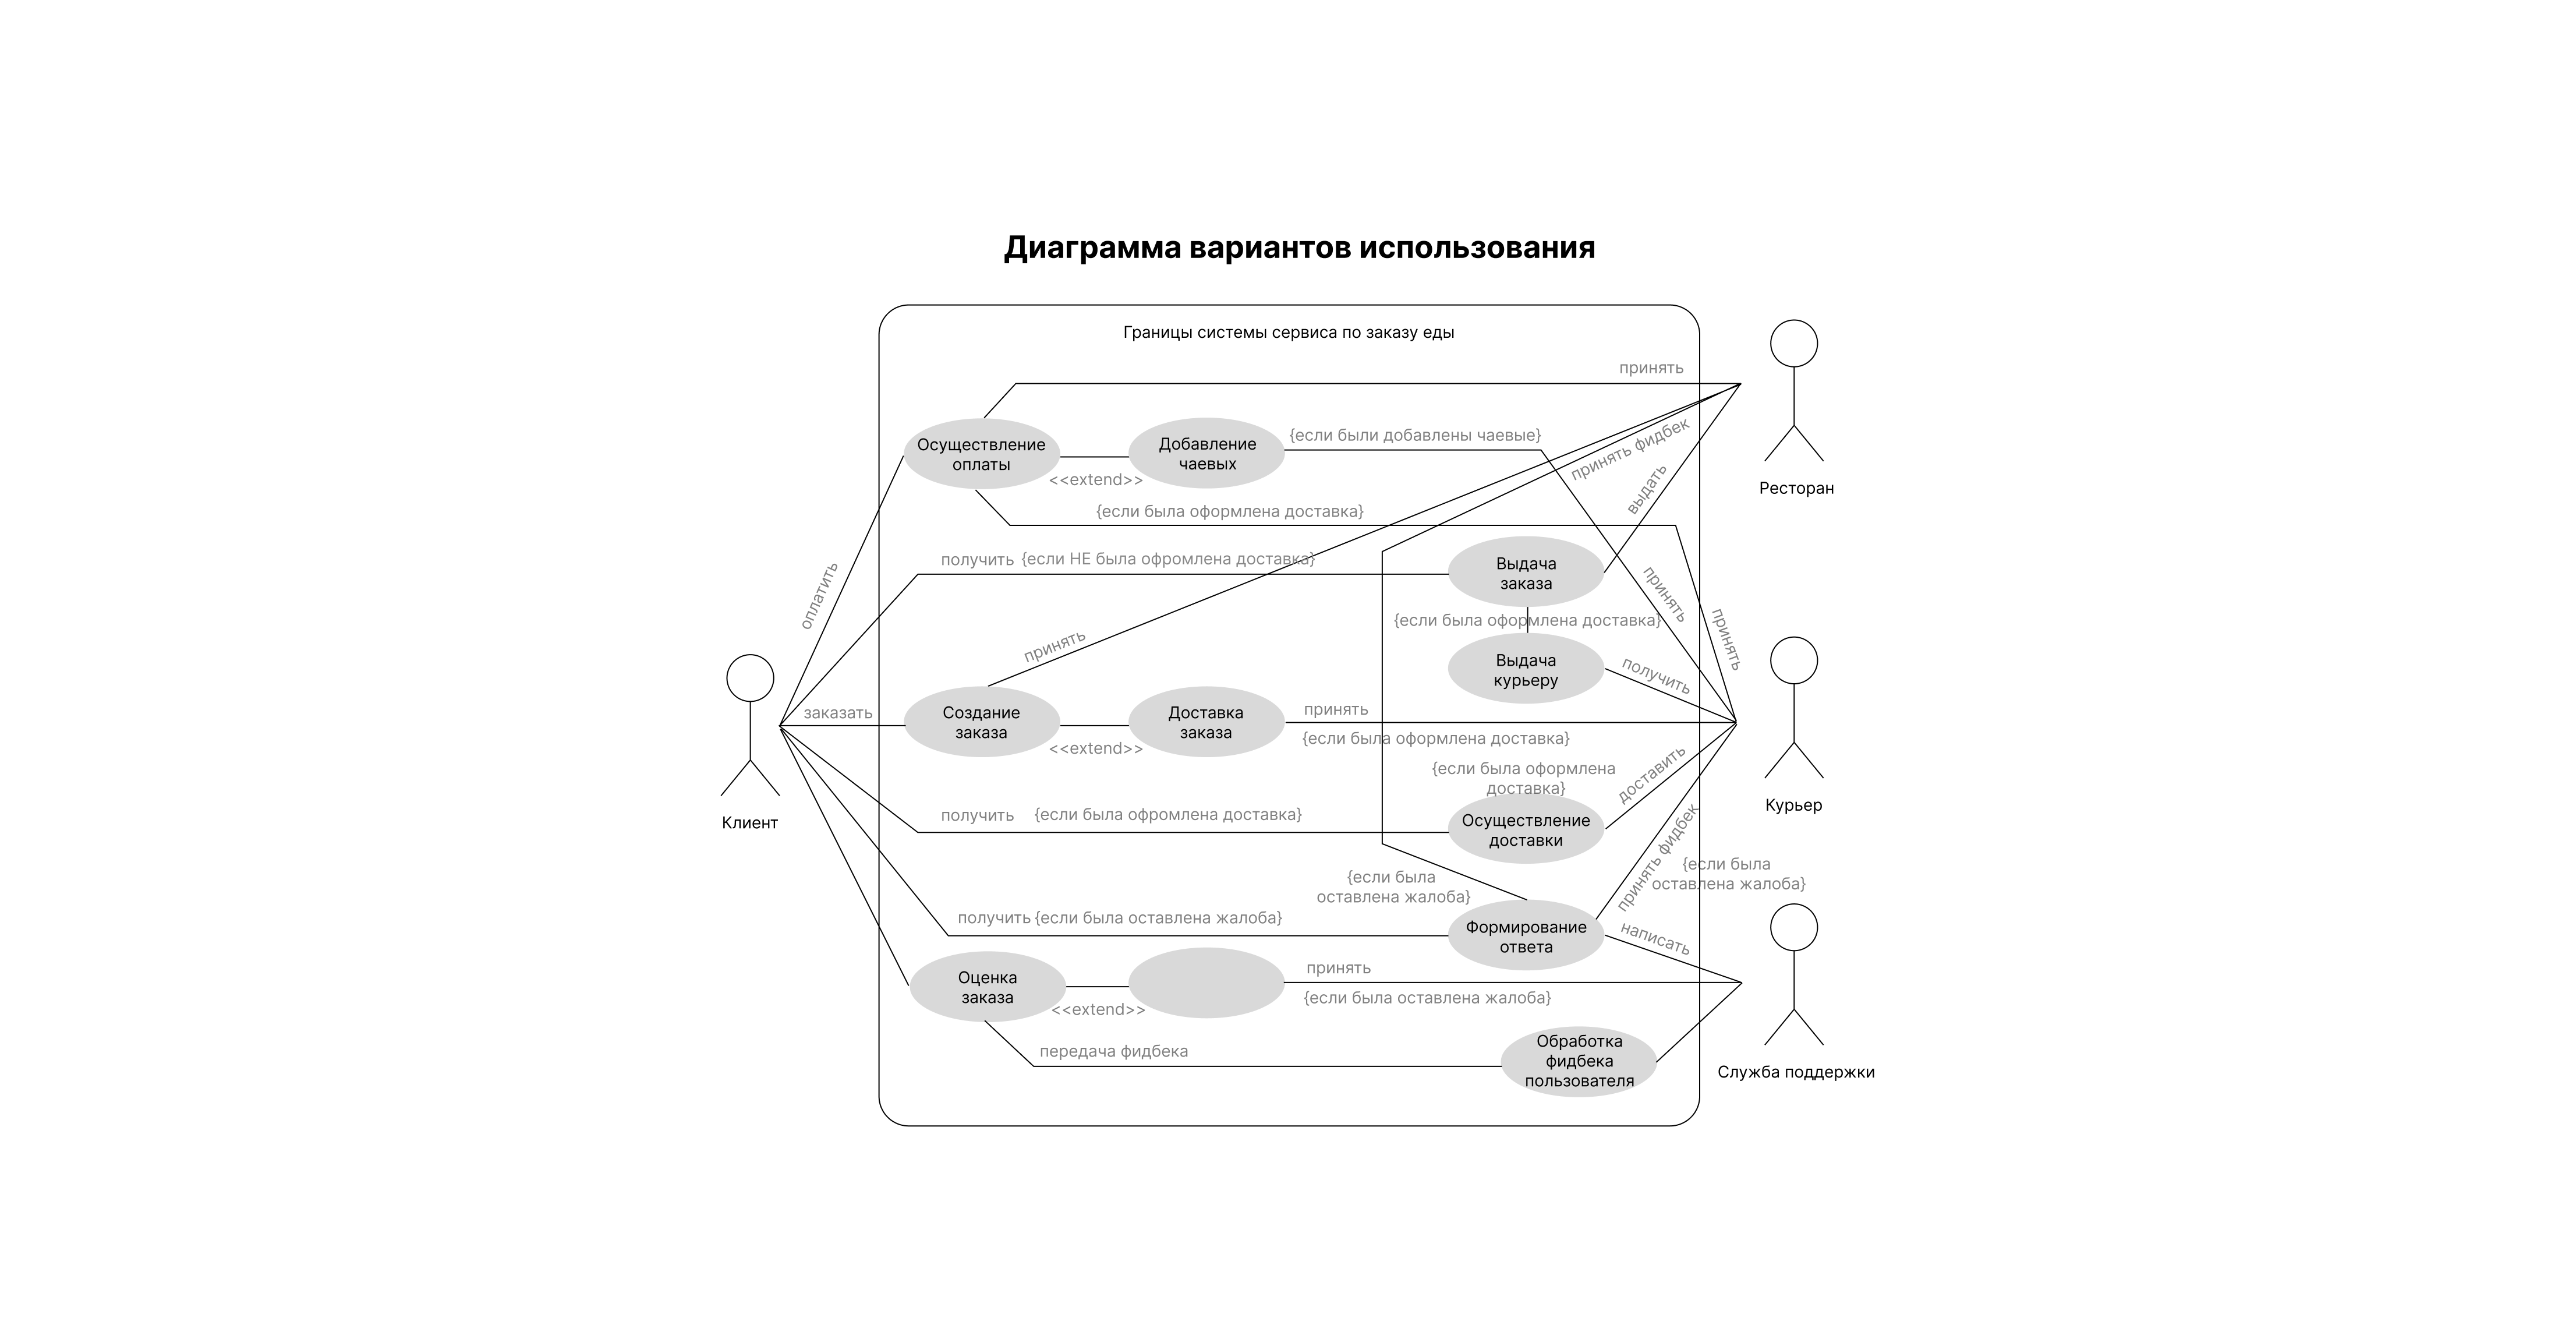 Диаграмма вариантов использования
Границы системы сервиса по заказу еды
принять
Осуществление
оплаты
<<extend>>
Добавление
чаевых
{если были добавлены чаевые}
принять фидбек
выдать
Ресторан
{если была оформлена доставка}
оплатить
получить {если НЕ была офромлена доставка}
Выдача
заказа
{если была оформлена доставка}
принять
принять
принять
Выдача
курьеру
получить
заказать
Создание
заказа
<<extend>>
Доставка
заказа
принять
{если была оформлена доставка}
{если была оформлена
доставка}
доставить
Курьер
Клиент
получить {если была офромлена доставка}
Осуществление
доставки
принять фидбек
{если была
оставлена жалоба}
{если была
оставлена жалоба}
получить {если была оставлена жалоба}
Формирование
ответа
написать
Оценка
заказа
<<extend>>
принять
{если была оставлена жалоба}
передача фидбека
Обработка
фидбека
пользователя
Служба поддержки